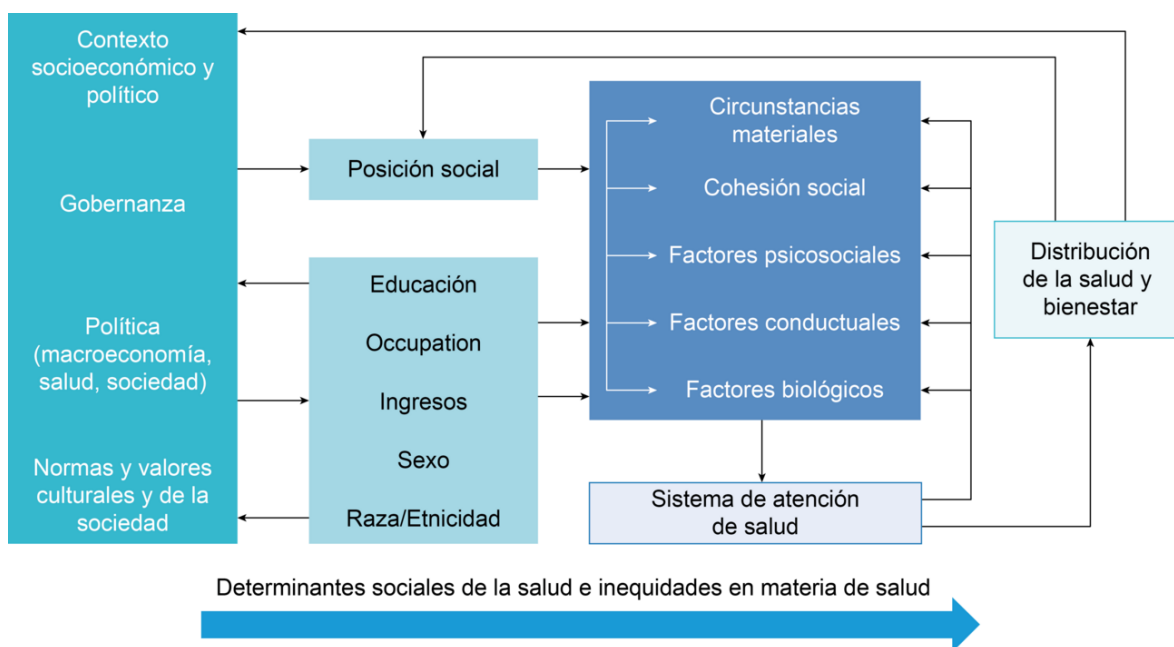 Contexto
socioeconómico y
político
Gobernanza
Política
(macroeconomía,
salud, sociedad)
Normas y valores
culturales y de la
sociedad
Posición social
Educación
Occupation
Ingresos
Sexo
Raza/Etnicidad
Circunstancias
materiales
Cohesión social
Factores psicosociales
Factores conductuales
Factores biológicos
Sistema de atención
de salud
Distribución
de la salud y
bienestar
Determinantes sociales de la salud e inequidades en materia de salud